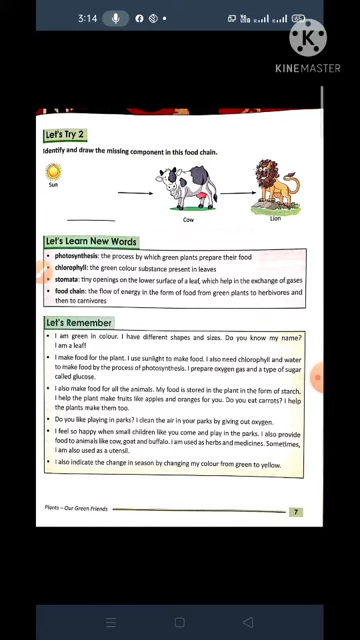 3:14
KINEMASTER
Let's Try 2
Identify and draw the missing component in this food chain.
Sun
Cow
Lion
Let's Learn New Words
• photosynthesis: the process by which green plants prepare their food
• chlorophyll: the green colour substance present in leaves
• stomata: tiny openings on the lower surface of a leaf, which help in the exchange of gases
• food chain: the flow of energy in the form of food from green plants to herbivores and
then to carnivores
Let's Remember
• I am green in colour. I have different shapes and sizes. Do you know my name?
I am a leaf!
• I make food for the plant. I use sunlight to make food. I also need chlorophyll and water
to make food by the process of photosynthesis. I prepare oxygen gas and a type of sugar
called glucose.
• I also make food for all the animals. My food is stored in the plant in the form of starch.
I help the plant make fruits like apples and oranges for you. Do you eat carrots? I help
the plants make them too.
• Do you like playing in parks? I clean the air in your parks by giving out oxygen.
• I feel so happy when small children like you come and play in the parks. I also provide
food to animals like cow, goat and buffalo. I am used as herbs and medicines. Sometimes,
I am also used as a utensil.
• I also indicate the change in season by changing my colour from green to yellow.
Plants – Our Green Friends
7